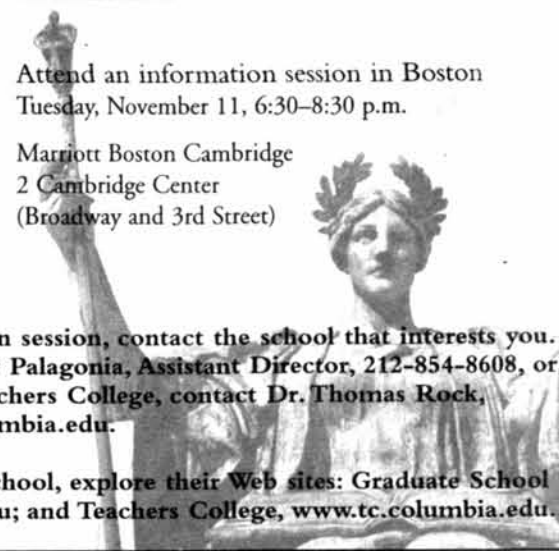 Attend an information session in Boston
Tuesday, November 11, 6:30–8:30 p.m.
Marriott Boston Cambridge
2 Cambridge Center
(Broadway and 3rd Street)
n session, contact the school that interests you.
Palagonia, Assistant Director, 212-854-8608, or
chers College, contact Dr. Thomas Rock,
mbia.edu.
hool, explore their Web sites: Graduate School
u; and Teachers College, www.tc.columbia.edu.